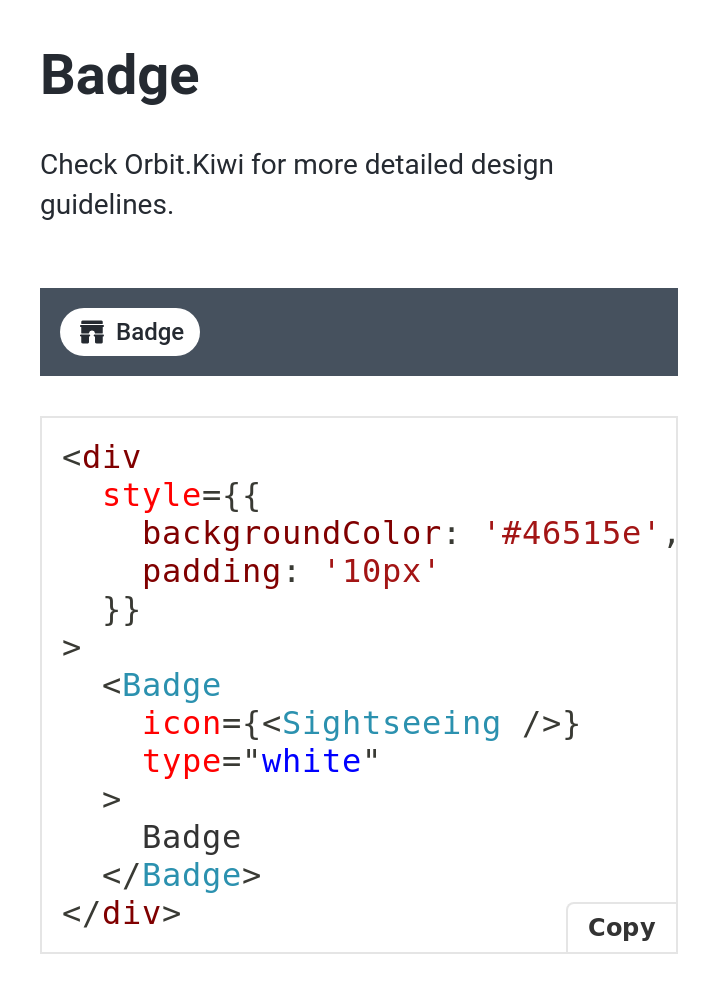 Badge
Check Orbit.Kiwi for more detailed design
guidelines.
Badge
<div
  style={{
    backgroundColor: '#46515e',
    padding: '10px'
  }}
>
  <Badge
    icon={<Sightseeing />}
    type="white"
  >
    Badge
  </Badge>
</div>
Copy